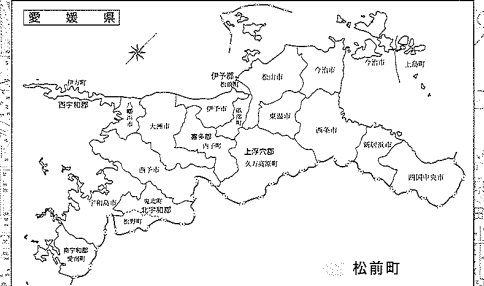 愛媛県
今治市
今治市
上島町
伊予郡
松前町
松山市
伊方町
西宇和郡
八幡浜市
大洲市
伊予市
砥部町
東温市
喜多郡
内子町
西条市
新居浜市
上浮穴郡
久万高原町
四国中央市
西予市
宇和島市
鬼北町
北宇和郡
松野町
南宇和郡
愛南町
松前町